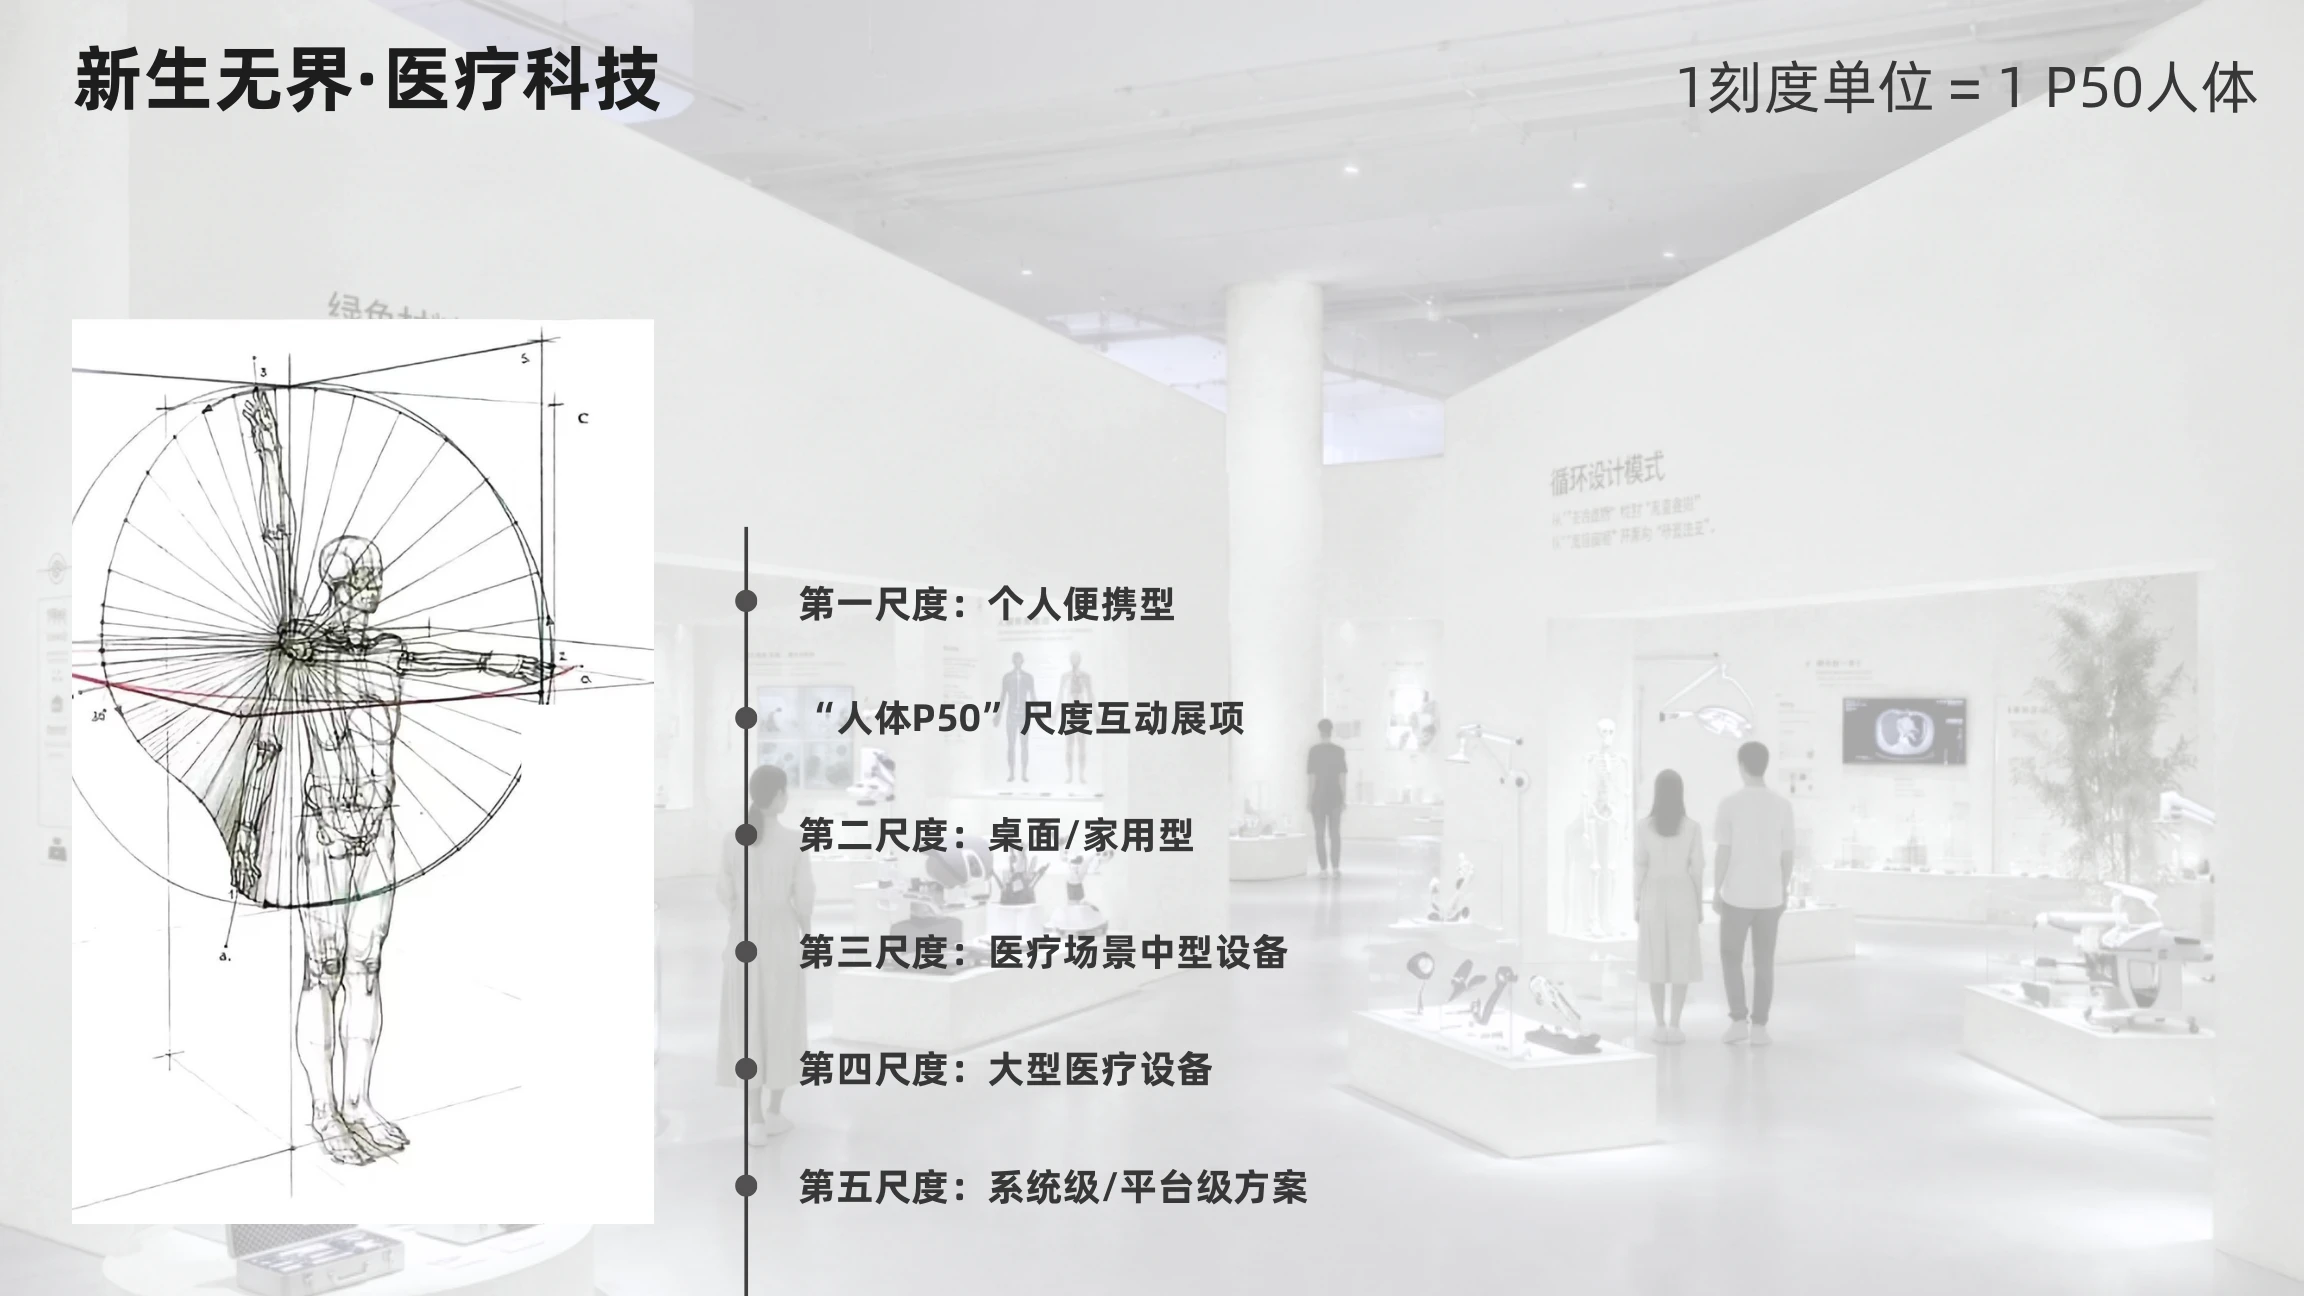 新生无界·医疗科技
1刻度单位 = 1 P50人体
3
S.
C
2
a
30°
1
a.
循环设计模式
第一尺度：个人便携型
“人体P50” 尺度互动展项
第二尺度：桌面/家用型
第三尺度：医疗场景中型设备
第四尺度：大型医疗设备
第五尺度：系统级/平台级方案